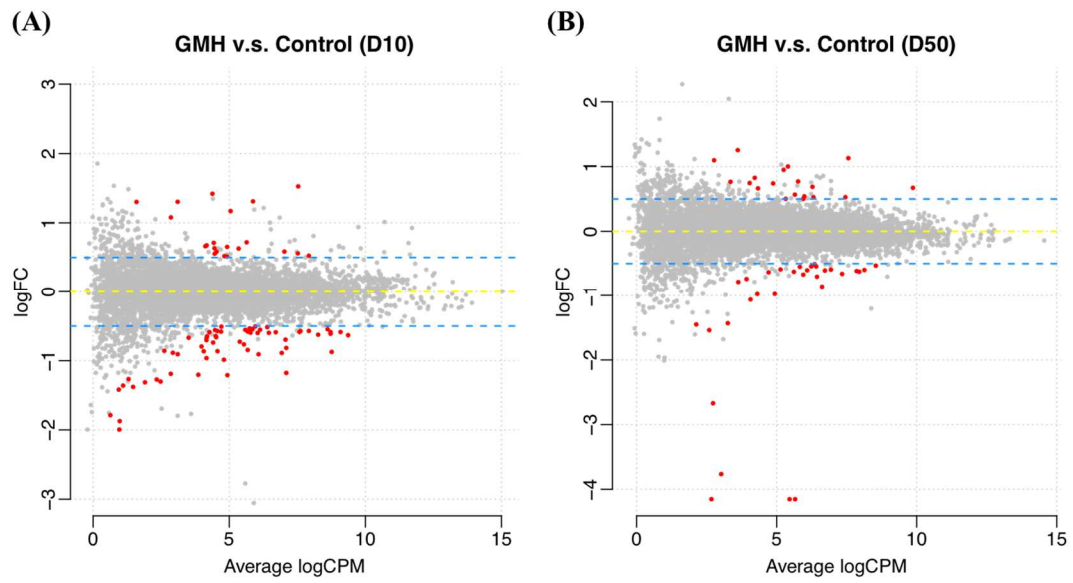 (A)
GMH v.s. Control (D10)
3
2
1
0
−1
−2
−3
logFC
0 5 10 15
Average logCPM
(B)
GMH v.s. Control (D50)
2
1
0
−1
−2
−3
−4
logFC
0 5 10 15
Average logCPM